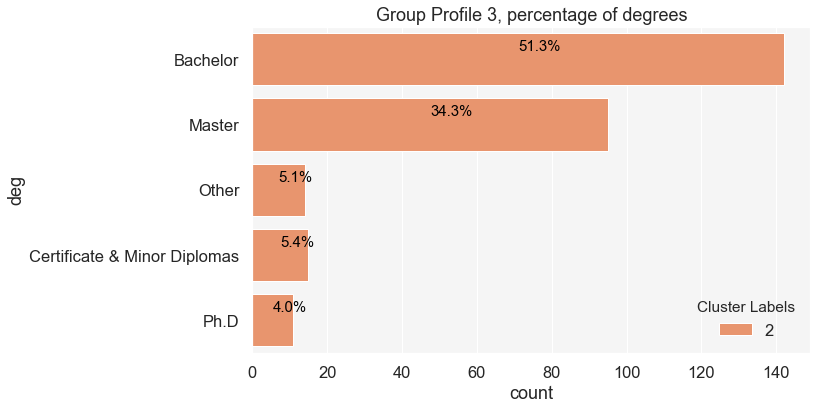 Group Profile 3, percentage of degrees
deg
Bachelor
51.3%
Master
34.3%
Other
5.1%
Certificate & Minor Diplomas
5.4%
Ph.D
4.0%
Cluster Labels
2
0 20 40 60 80 100 120 140
count